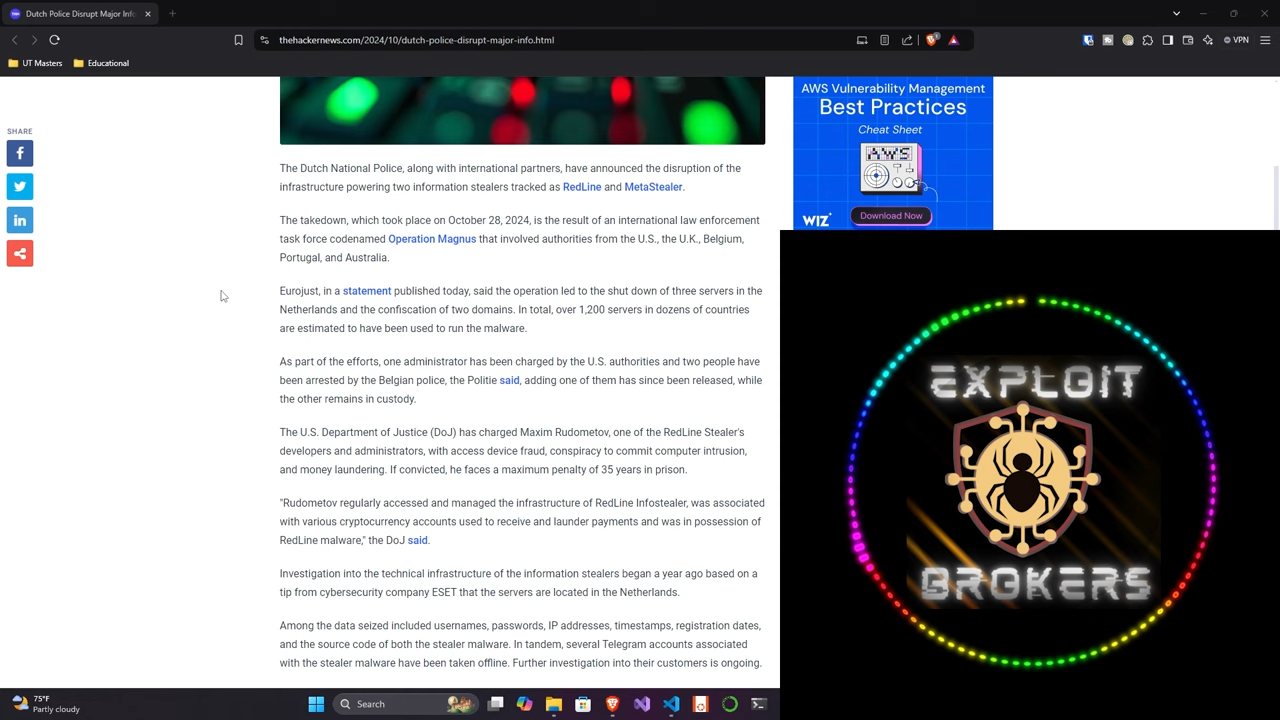 Dutch Police Disrupt Major Info
thehackernews.com/2024/10/dutch-police-disrupt-major-info.html
VPN
UT Masters
Educational
SHARE
AWS Vulnerability Management
Best Practices
Cheat Sheet
AWS
WIZ
Download Now
The Dutch National Police, along with international partners, have announced the disruption of the
infrastructure powering two information stealers tracked as RedLine and MetaStealer.
The takedown, which took place on October 28, 2024, is the result of an international law enforcement
task force codenamed Operation Magnus that involved authorities from the U.S., the U.K., Belgium,
Portugal, and Australia.
Eurojust, in a statement published today, said the operation led to the shut down of three servers in the
Netherlands and the confiscation of two domains. In total, over 1,200 servers in dozens of countries
are estimated to have been used to run the malware.
As part of the efforts, one administrator has been charged by the U.S. authorities and two people have
been arrested by the Belgian police, the Politie said, adding one of them has since been released, while
the other remains in custody.
The U.S. Department of Justice (DoJ) has charged Maxim Rudometov, one of the RedLine Stealer's
developers and administrators, with access device fraud, conspiracy to commit computer intrusion,
and money laundering. If convicted, he faces a maximum penalty of 35 years in prison.
"Rudometov regularly accessed and managed the infrastructure of RedLine Infostealer, was associated
with various cryptocurrency accounts used to receive and launder payments and was in possession of
RedLine malware," the DoJ said.
Investigation into the technical infrastructure of the information stealers began a year ago based on a
tip from cybersecurity company ESET that the servers are located in the Netherlands.
Among the data seized included usernames, passwords, IP addresses, timestamps, registration dates,
and the source code of both the stealer malware. In tandem, several Telegram accounts associated
with the stealer malware have been taken offline. Further investigation into their customers is ongoing.
EXPLOIT
BROKERS
75°F
Partly cloudy
Search